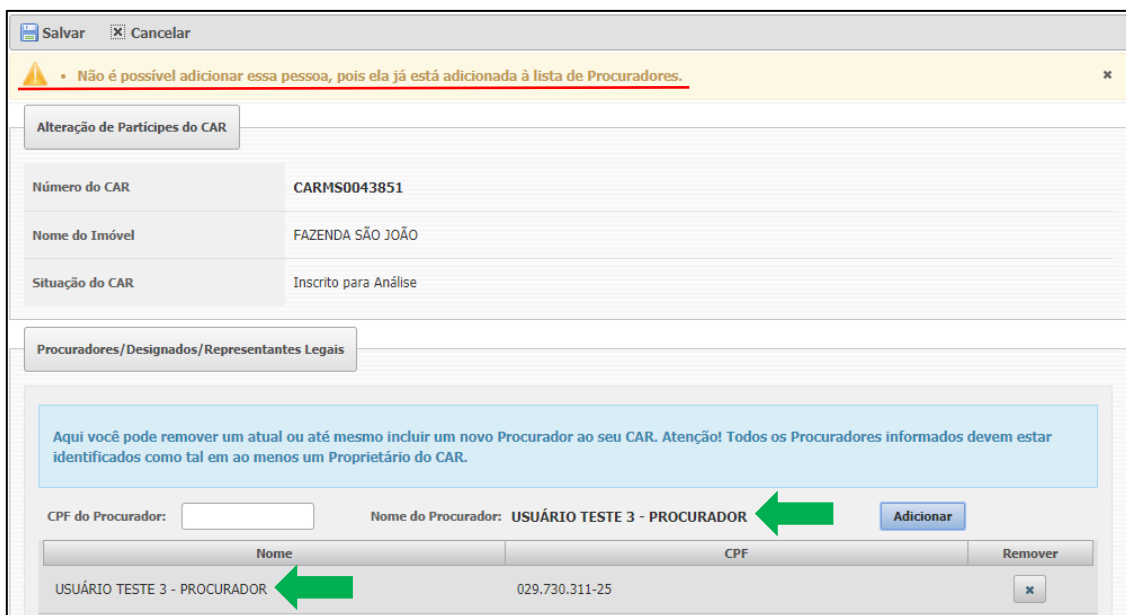 Salvar Cancelar
• Não é possível adicionar essa pessoa, pois ela já está adicionada à lista de Procuradores.
Alteração de Partícipes do CAR
Número do CAR CARMS0043851
Nome do Imóvel FAZENDA SÃO JOÃO
Situação do CAR Inscrito para Análise
Procuradores/Designados/Representantes Legais
Aqui você pode remover um atual ou até mesmo incluir um novo Procurador ao seu CAR. Atenção! Todos os Procuradores informados devem estar
identificados como tal em ao menos um Proprietário do CAR.
CPF do Procurador: Nome do Procurador: USUÁRIO TESTE 3 - PROCURADOR Adicionar
Nome CPF Remover
USUÁRIO TESTE 3 - PROCURADOR 029.730.311-25